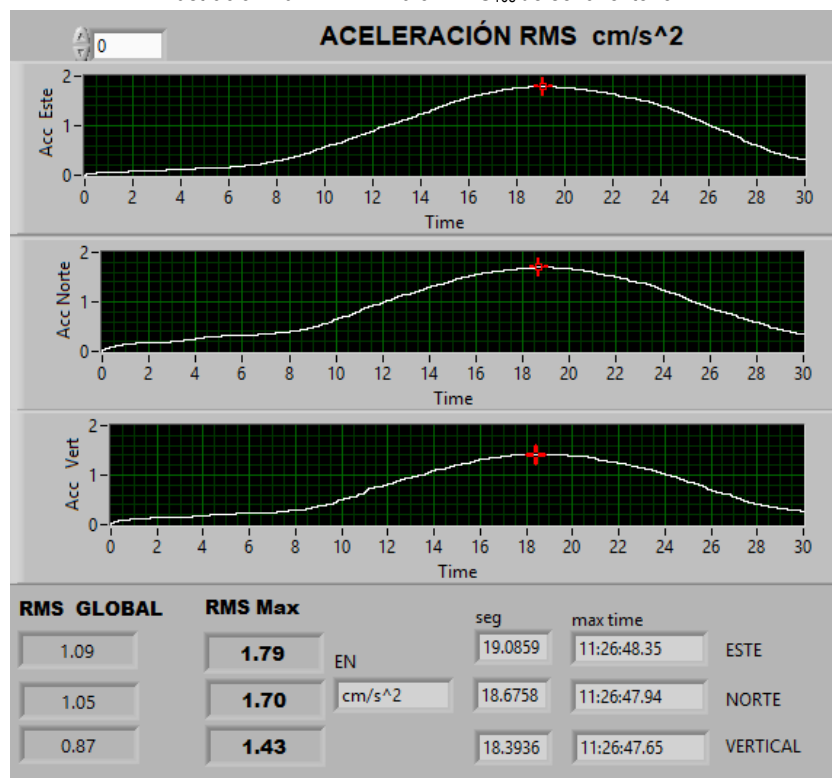 ACELERACIÓN RMS cm/s^2
0
Acc Este
2
1
0
0 2 4 6 8 10 12 14 16 18 20 22 24 26 28 30
Time
Acc Norte
2
1
0
0 2 4 6 8 10 12 14 16 18 20 22 24 26 28 30
Time
Acc Vert
2
1
0
0 2 4 6 8 10 12 14 16 18 20 22 24 26 28 30
Time
RMS GLOBAL RMS Max seg max time
1.09 1.79 EN 19.0859 11:26:48.35 ESTE
1.05 1.70 cm/s^2 18.6758 11:26:47.94 NORTE
0.87 1.43 18.3936 11:26:47.65 VERTICAL